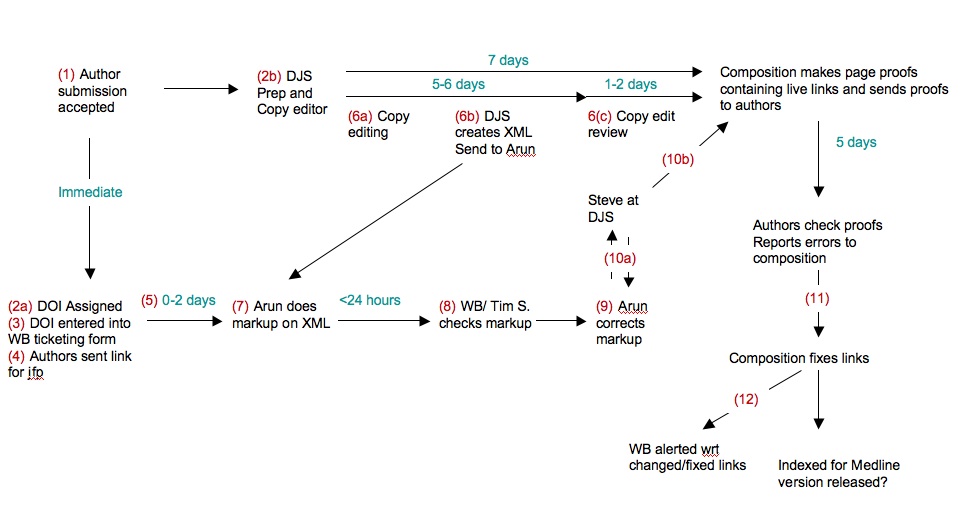 (1) Author
submission
accepted
(2b) DJS
Prep and
Copy editor
7 days
5-6 days
1-2 days
(6a) Copy
editing
(6b) DJS
creates XML
Send to Arun
6(c) Copy edit
review
Composition makes page proofs
containing live links and sends proofs
to authors
Immediate
(10b)
5 days
Steve at
DJS
(10a)
Authors check proofs
Reports errors to
composition
(2a) DOI Assigned
(3) DOI entered into
WB ticketing form
(4) Authors sent link
for ifp
(5) 0-2 days
(7) Arun does
markup on XML
<24 hours
(8) WB/ Tim S.
checks markup
(9) Arun
corrects
markup
(11)
Composition fixes links
(12)
WB alerted wrt
changed/fixed links
Indexed for Medline
version released?